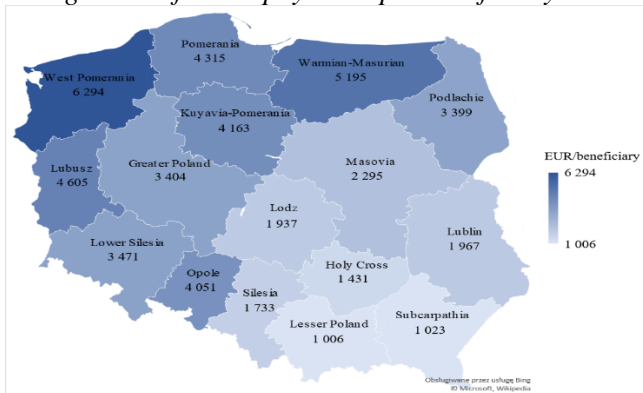 Pomerania
4 315
West Pomerania
6 294
Warmian-Masurian
5 195
Podlachie
3 399
Kuyavia-Pomerania
4 163
Lubusz
4 605
Greater Poland
3 404
Masovia
2 295
EUR/beneficiary
6 294
1 006
Lodz
1 937
Lublin
1 967
Lower Silesia
3 471
Opole
4 051
Silesia
1 733
Holy Cross
1 431
Lesser Poland
1 006
Subcarpathia
1 023
Obsługiwane przez usługę Bing
© Microsoft, Wikipedia